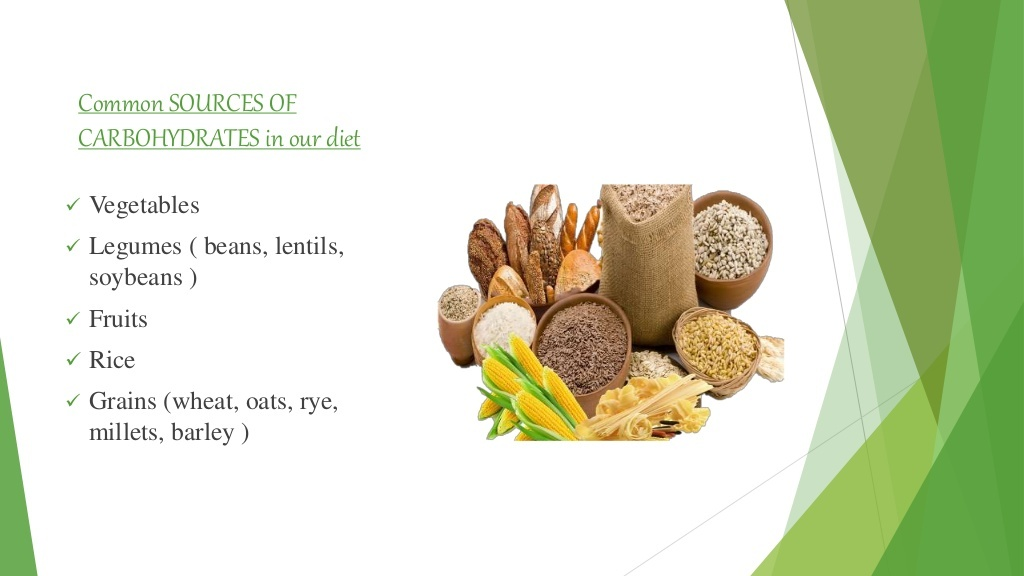 Common SOURCES OF
CARBOHYDRATES in our diet
✓ Vegetables
✓ Legumes ( beans, lentils,
soybeans )
✓ Fruits
✓ Rice
✓ Grains (wheat, oats, rye,
millets, barley )